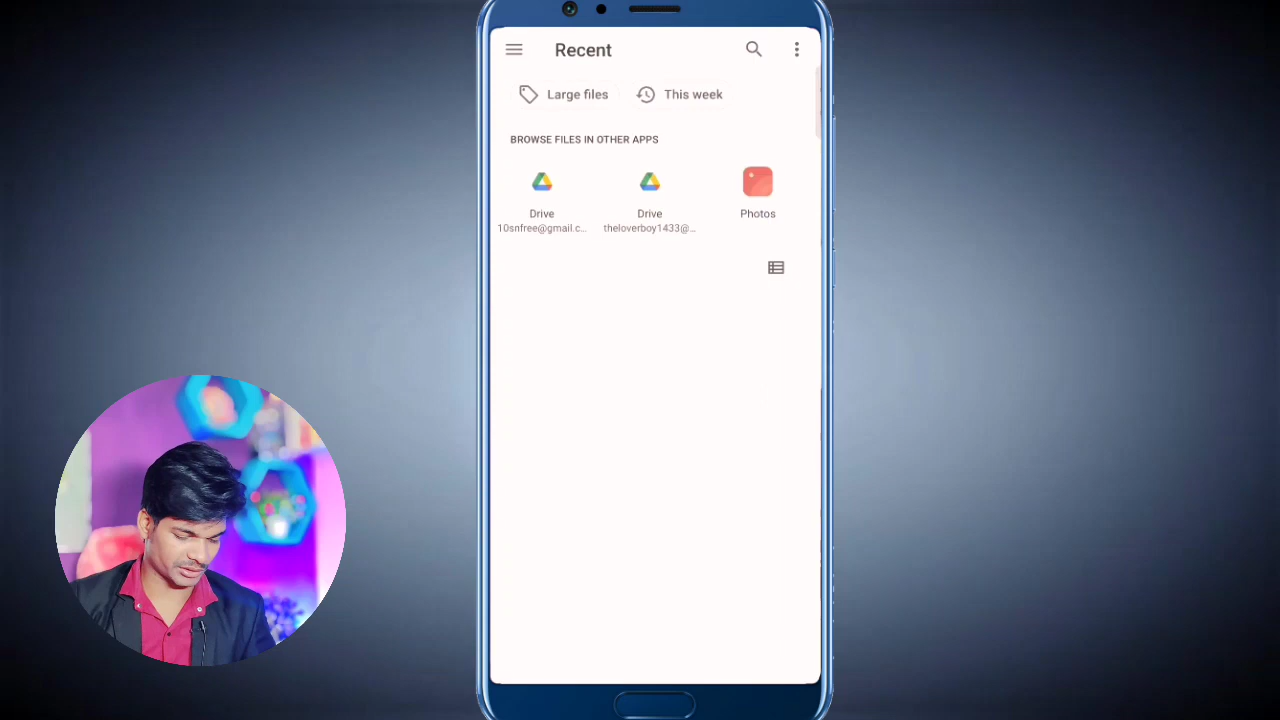 Recent
Large files
This week
BROWSE FILES IN OTHER APPS
Drive
10snfree@gmail.c...
Drive
theloverboy1433@...
Photos